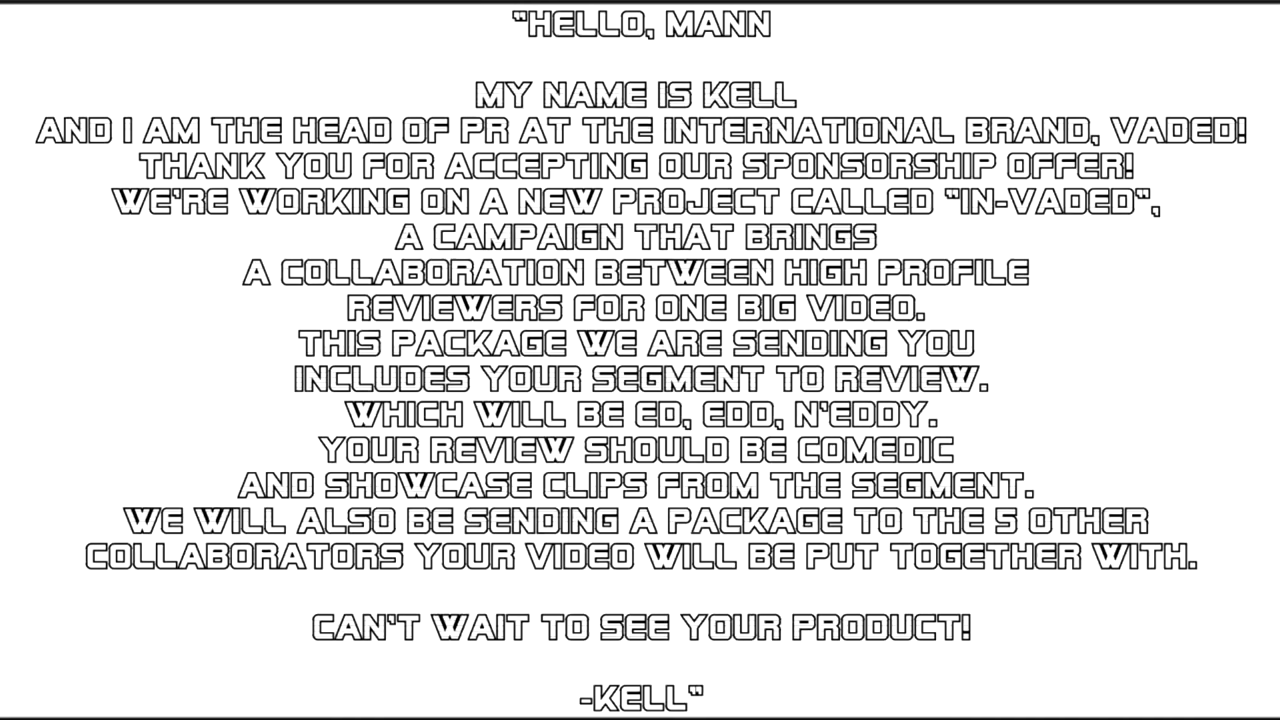 "HELLO, MANN
MY NAME IS KELL
AND I AM THE HEAD OF PR AT THE INTERNATIONAL BRAND, VADED!
THANK YOU FOR ACCEPTING OUR SPONSORSHIP OFFER!
WE'RE WORKING ON A NEW PROJECT CALLED "IN-VADED",
A CAMPAIGN THAT BRINGS
A COLLABORATION BETWEEN HIGH PROFILE
REVIEWERS FOR ONE BIG VIDEO.
THIS PACKAGE WE ARE SENDING YOU
INCLUDES YOUR SEGMENT TO REVIEW.
WHICH WILL BE ED, EDD, N'EDDY.
YOUR REVIEW SHOULD BE COMEDIC
AND SHOWCASE CLIPS FROM THE SEGMENT.
WE WILL ALSO BE SENDING A PACKAGE TO THE 5 OTHER
COLLABORATORS YOUR VIDEO WILL BE PUT TOGETHER WITH.
CAN'T WAIT TO SEE YOUR PRODUCT!
-KELL"